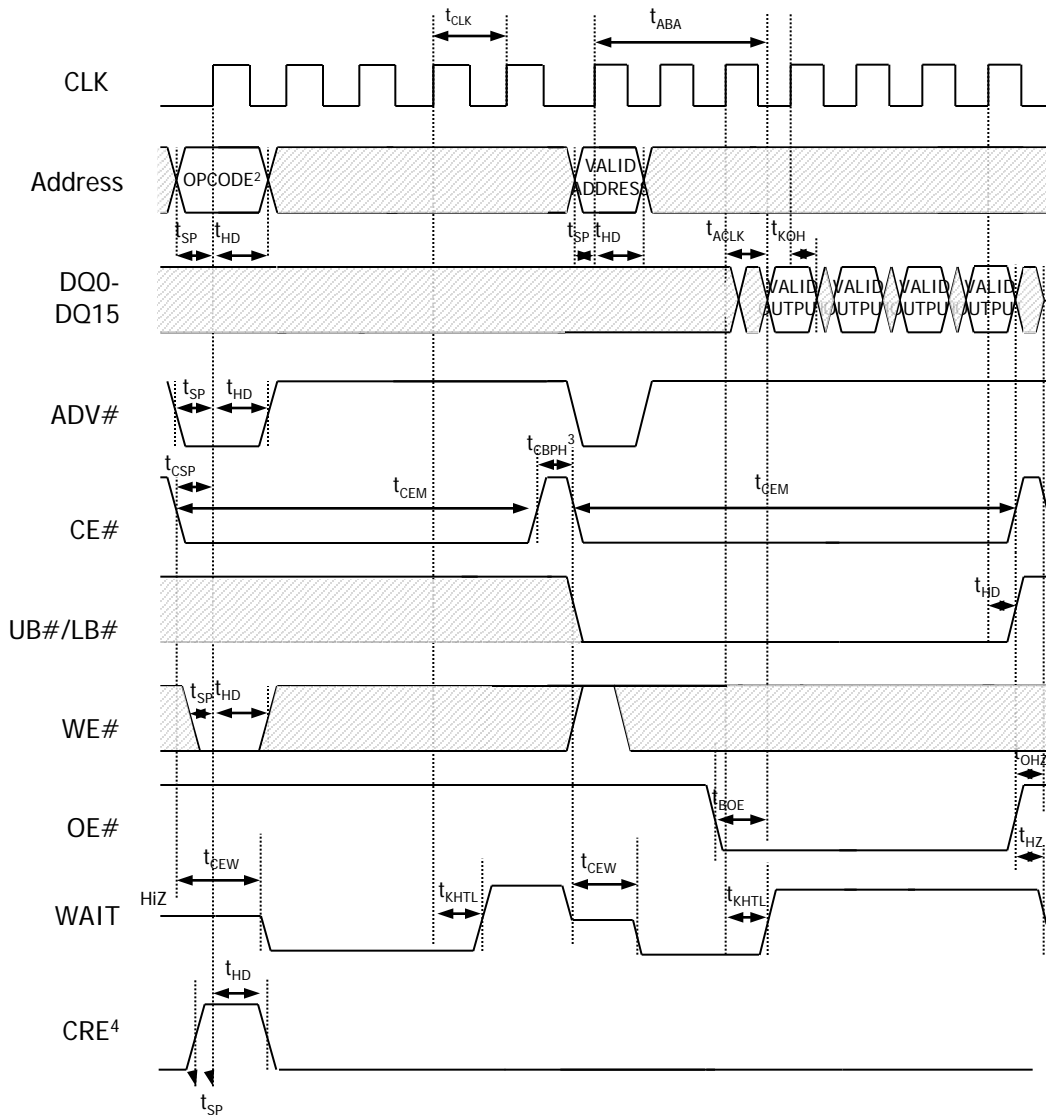 tCLK
tABA
CLK
Address
OPCODE2
VALID
ADDRESS
tSP
tHD
tSP
tHD
tACLK
tKOH
DQ0-
DQ15
VALID
OUTPUT
VALID
OUTPUT
VALID
OUTPUT
VALID
OUTPUT
tSP
tHD
ADV#
tCBPH3
tCSP
tCEM
tCEM
CE#
tHD
UB#/LB#
tSP
tHD
WE#
tOHZ
tBOE
OE#
tHZ
tCEW
tCEW
HiZ
tKHTL
tKHTL
WAIT
tHD
CRE4
tSP